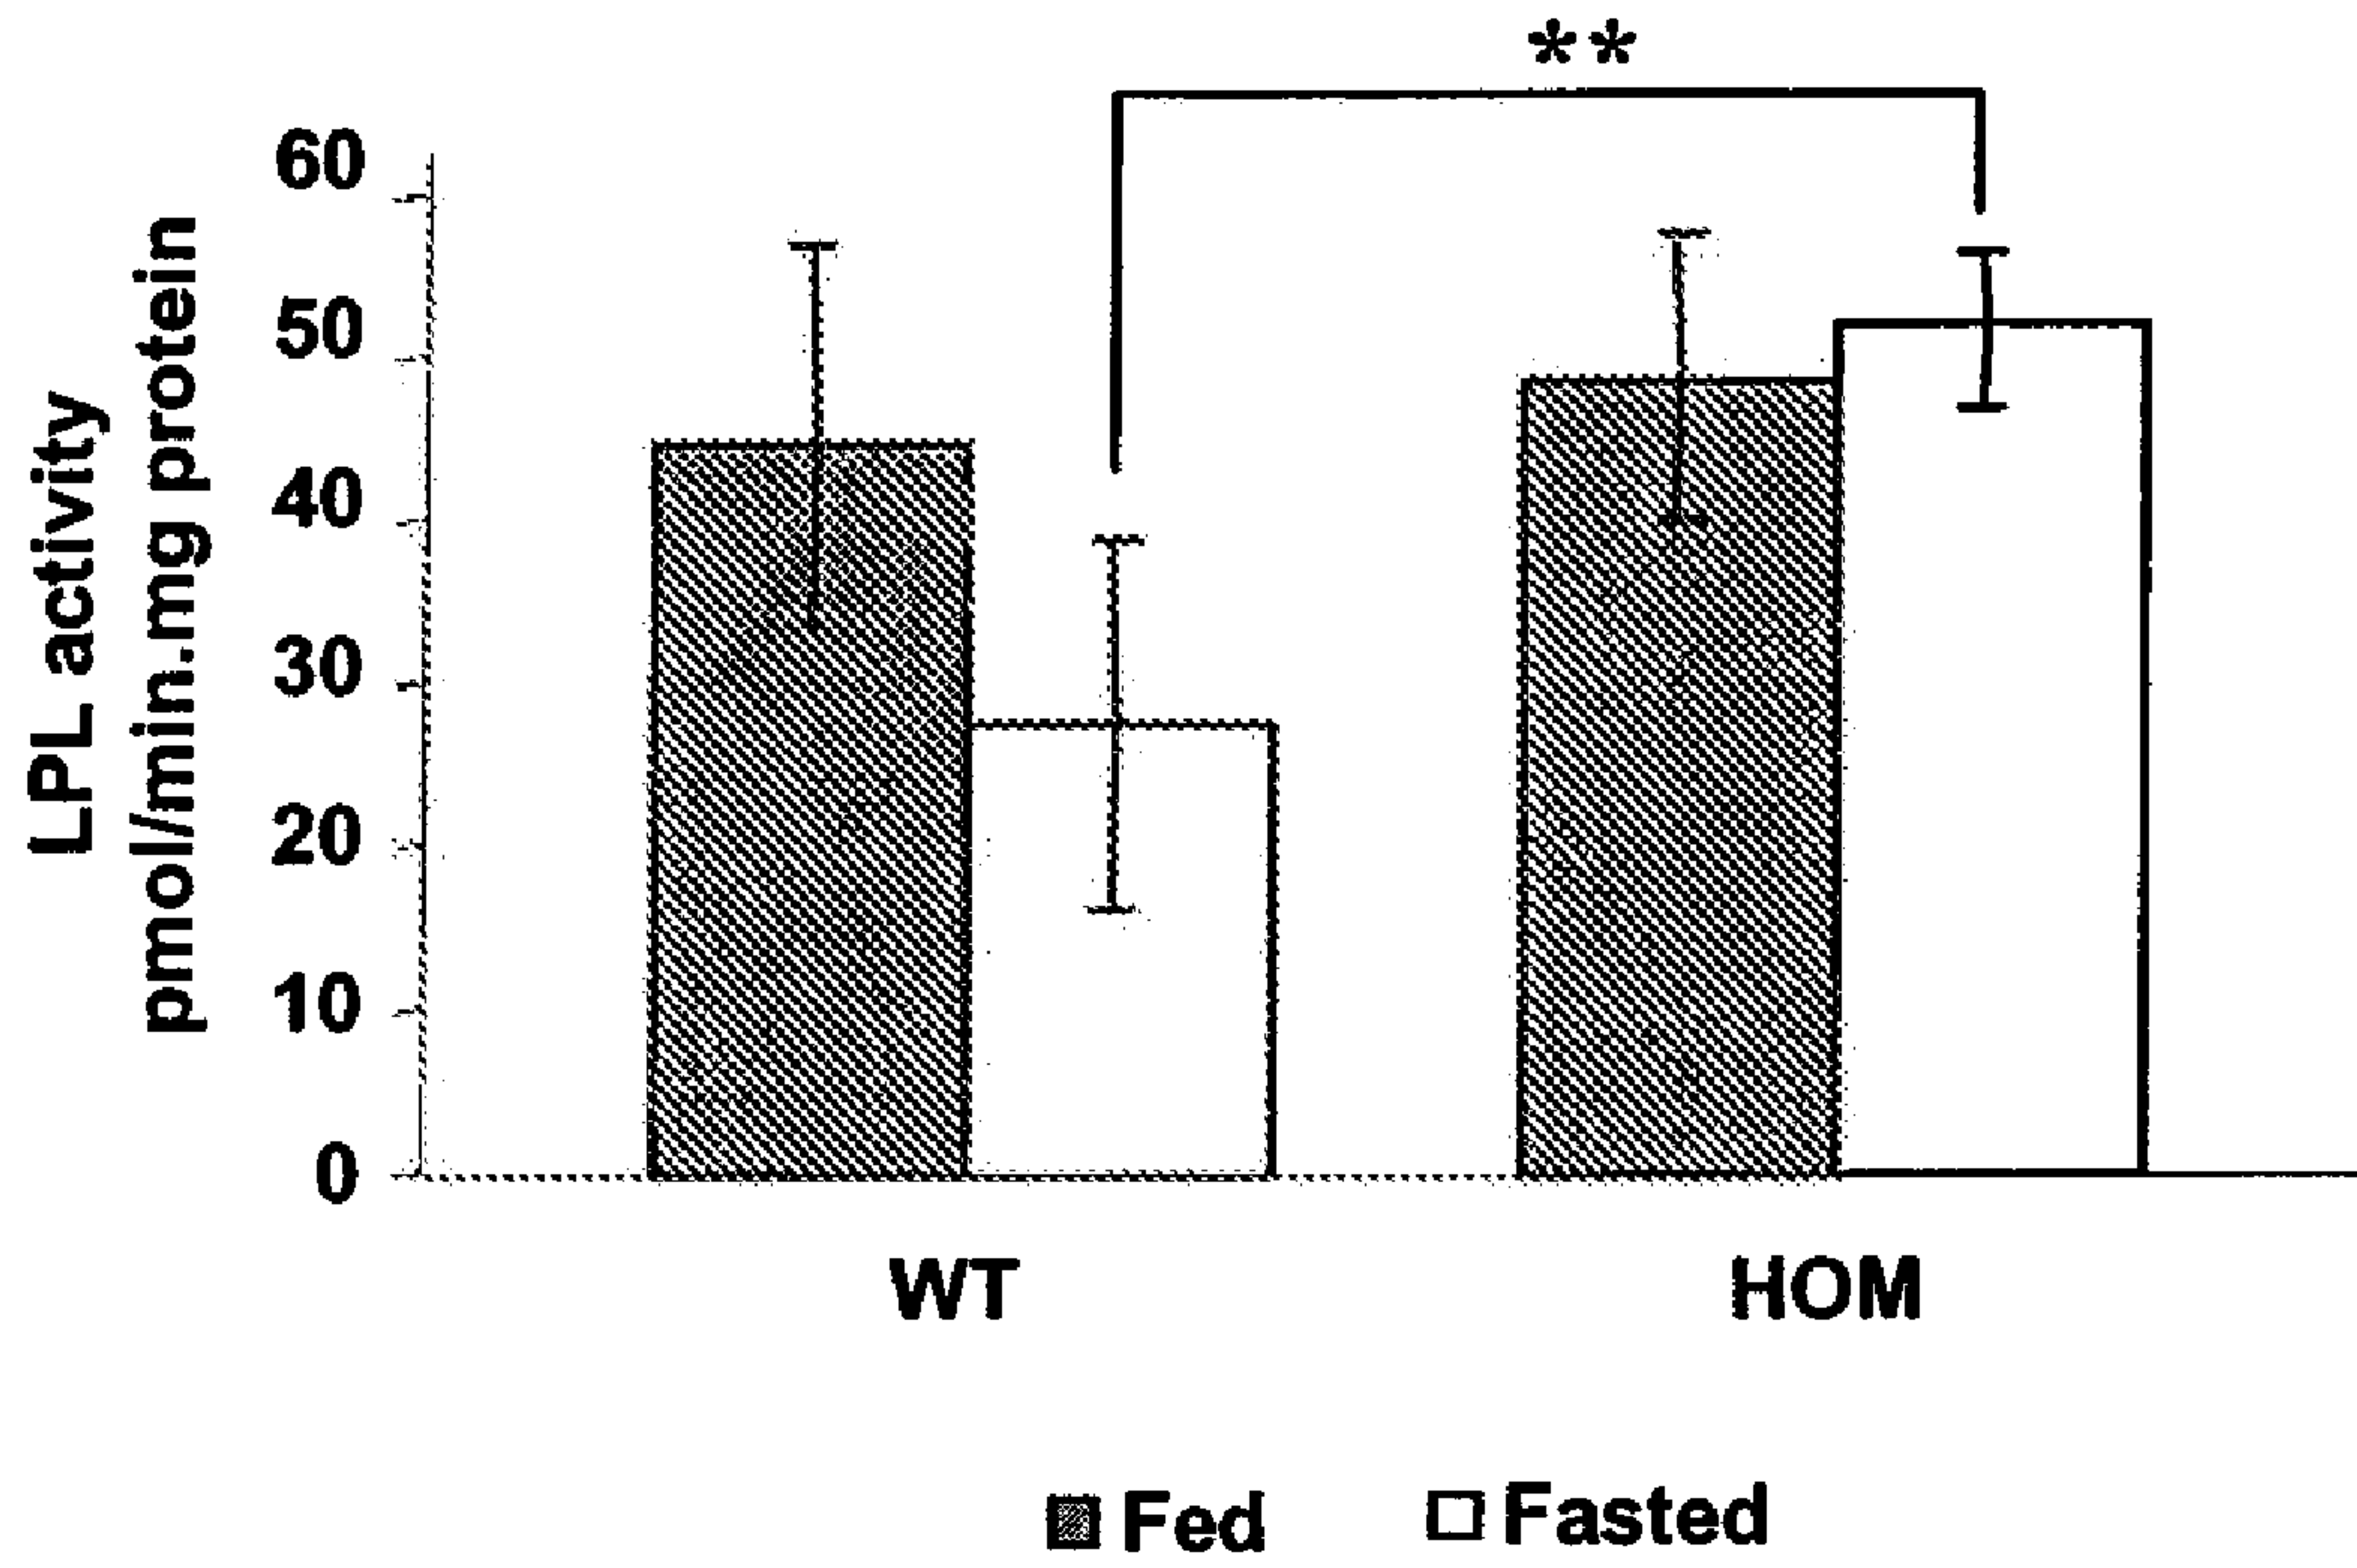 **
60
50
40
30
20
10
0
LPL activity
pmol/min.mg protein
WT HOM
Fed Fasted